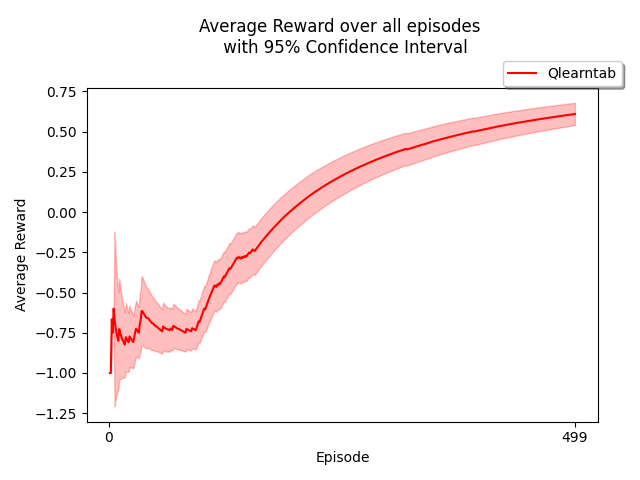 Average Reward over all episodes
with 95% Confidence Interval
Qlearntab
0.75
0.50
0.25
0.00
−0.25
−0.50
−0.75
−1.00
−1.25
Average Reward
0
499
Episode